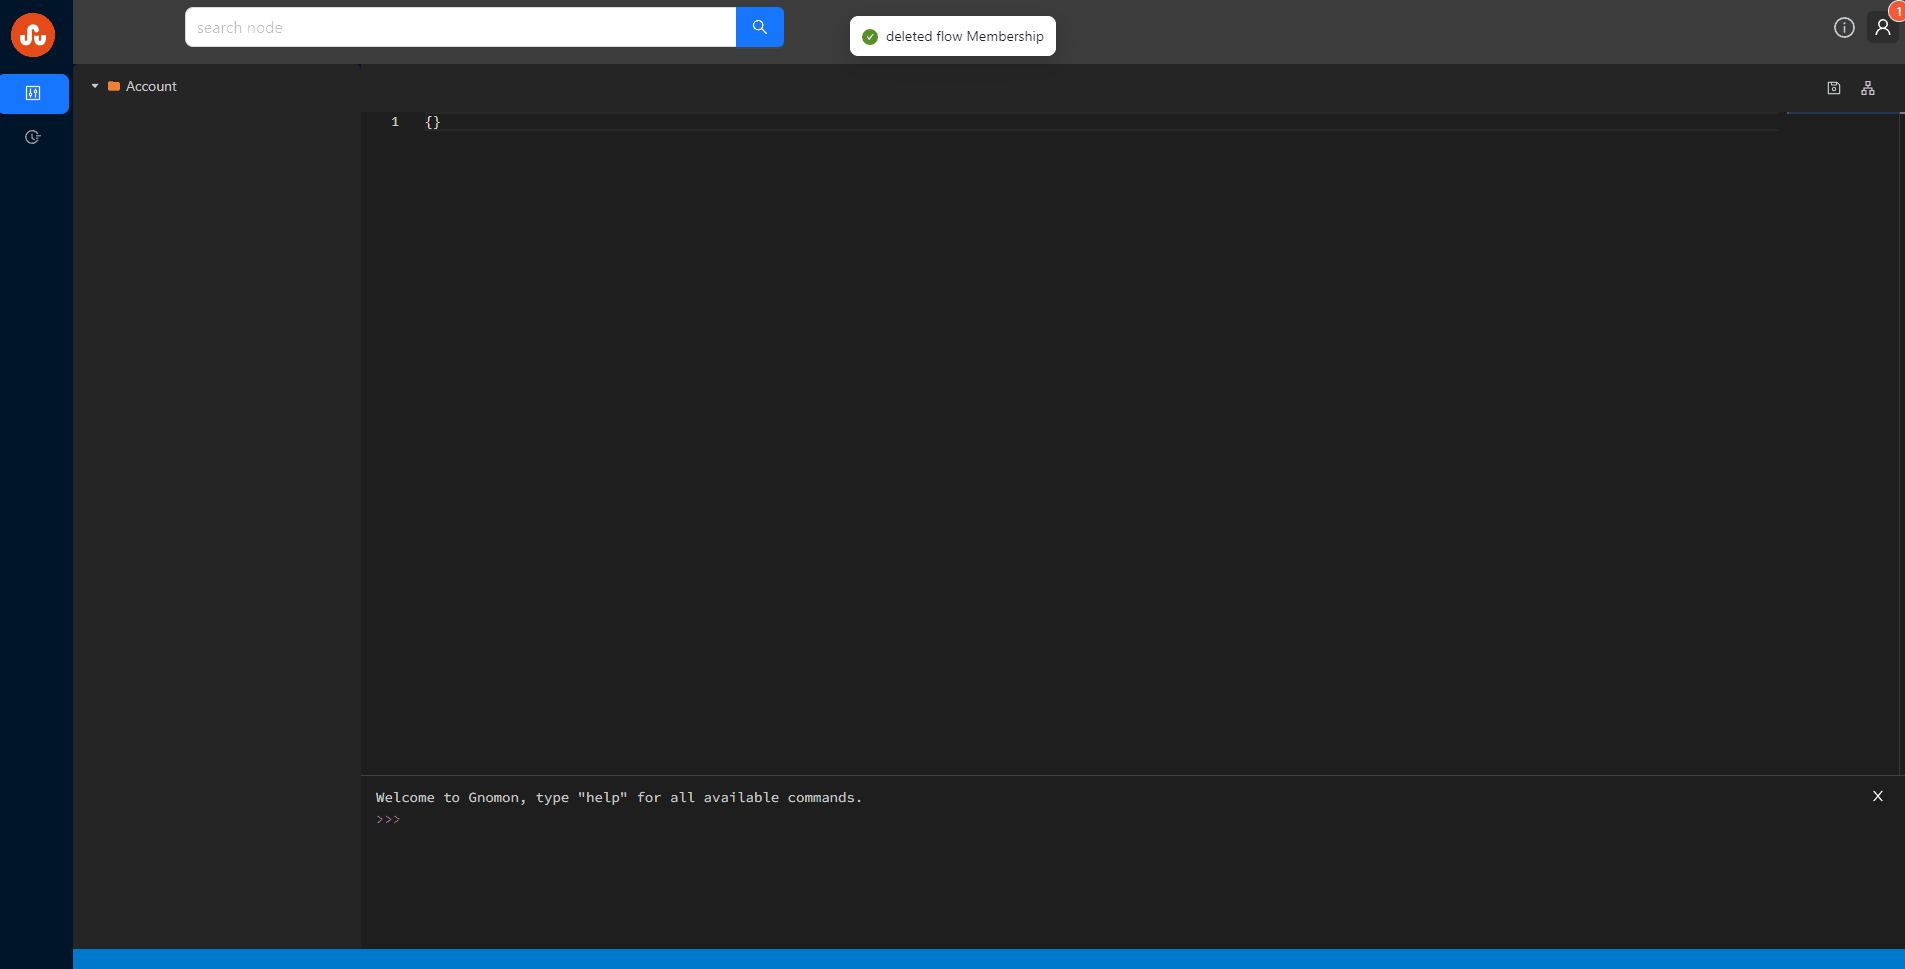 search node
deleted flow Membership
1
Account
1 {}
Welcome to Gnomon, type "help" for all available commands.
X
>>>